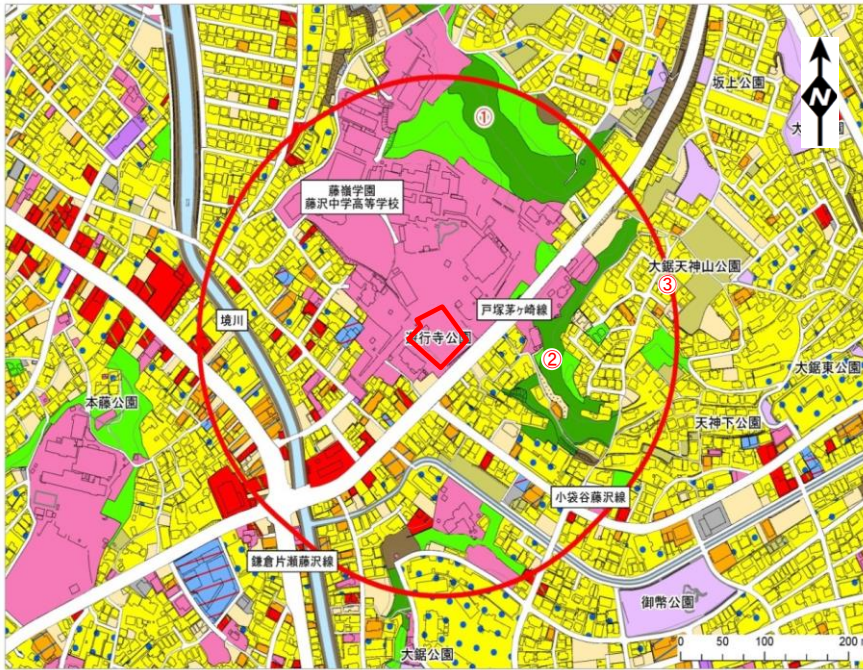 N
坂上公園
①
藤嶺学園
藤沢中学高等学校
大鋸天神山公園
③
戸塚茅ヶ崎線
境川
行寺公園
②
大鋸東公園
本藤公園
天神下公園
小袋谷藤沢線
鎌倉片瀬藤沢線
御幣公園
大鋸公園
0 50 100 200